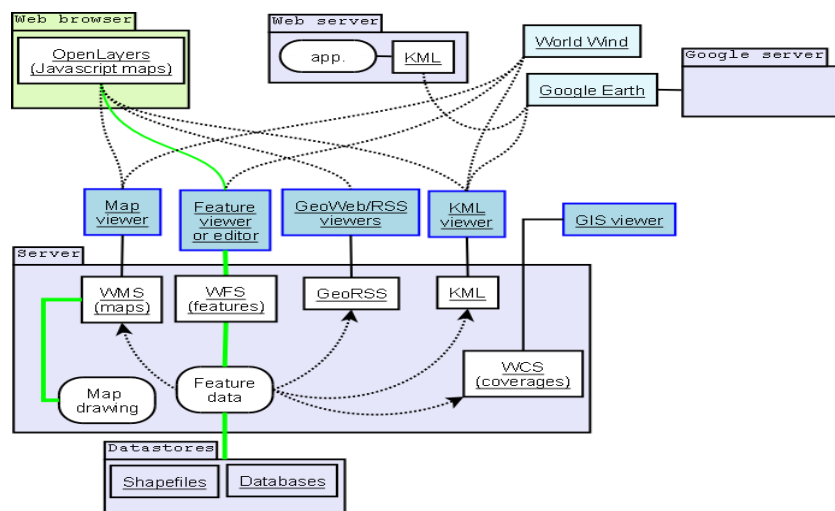 Web browser
OpenLayers
(Javascript maps)
Web server
app.
KML
World Wind
Google server
Google Earth
Map
viewer
Feature
viewer
or editor
GeoWeb/RSS
viewers
KML
viewer
GIS viewer
Server
WMS
(maps)
WFS
(features)
GeoRSS
KML
WCS
(coverages)
Map
drawing
Feature
data
Datastores
Shapefiles
Databases